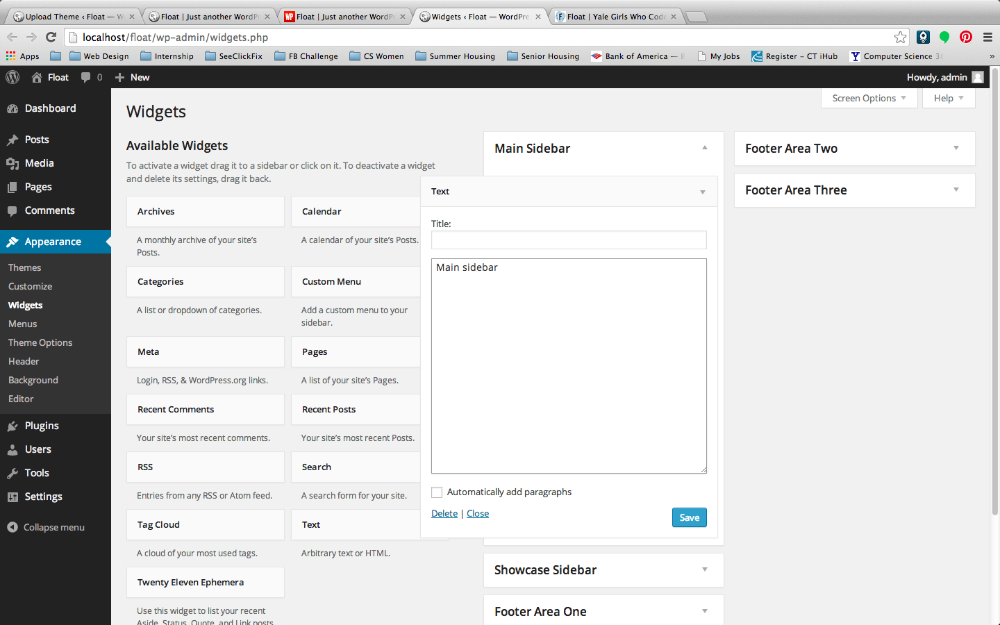 Upload Theme ‹ Float — W
Float | Just another WordPr
WP Float | Just another WordPr
Widgets ‹ Float — WordPre
F Float | Yale Girls Who Code
localhost/float/wp-admin/widgets.php
Apps Web Design Internship SeeClickFix FB Challenge CS Women Summer Housing Senior Housing Bank of America — My Jobs Register – CT iHub Y Computer Science 36 »
Float 0 New Howdy, admin
Dashboard
Posts
Media
Pages
Comments
Appearance
Themes
Customize
Widgets
Menus
Theme Options
Header
Background
Editor
Plugins
Users
Tools
Settings
Collapse menu
Screen Options Help
Widgets
Available Widgets
To activate a widget drag it to a sidebar or click on it. To deactivate a widget
and delete its settings, drag it back.
Archives
A monthly archive of your site’s
Posts.
Calendar
A calendar of your site’s Posts.
Categories
A list or dropdown of categories.
Custom Menu
Add a custom menu to your
sidebar.
Meta
Login, RSS, & WordPress.org links.
Pages
A list of your site’s Pages.
Recent Comments
Your site’s most recent comments.
Recent Posts
Your site’s most recent Posts.
RSS
Entries from any RSS or Atom feed.
Search
A search form for your site.
Tag Cloud
A cloud of your most used tags.
Text
Arbitrary text or HTML.
Twenty Eleven Ephemera
Use this widget to list your recent
Aside, Status, Quote, and Link posts
Main Sidebar
Text
Title:
Main sidebar
Automatically add paragraphs
Delete | Close
Save
Showcase Sidebar
Footer Area One
Footer Area Two
Footer Area Three